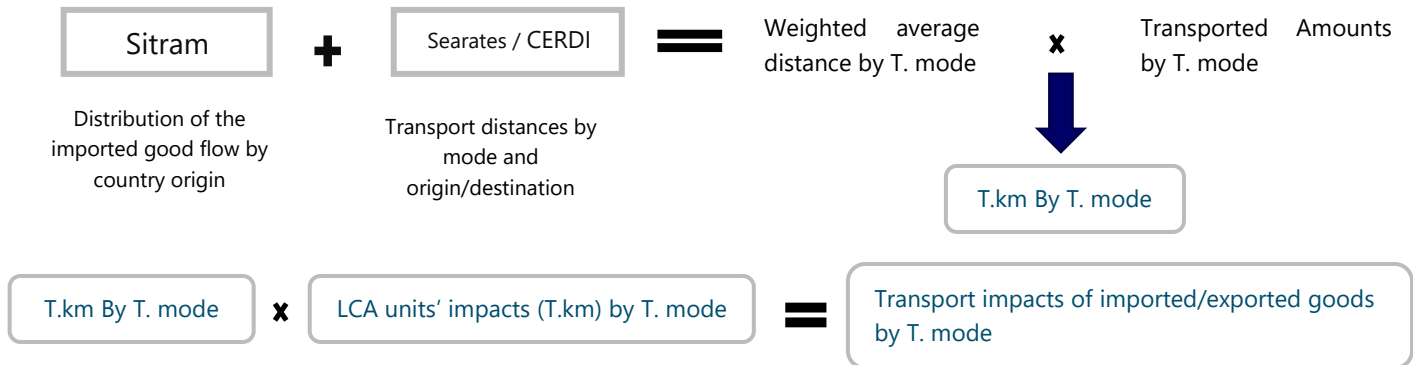 Sitram
+
Searates / CERDI
=
Weighted average
distance by T. mode
x
Transported Amounts
by T. mode
Distribution of the
imported good flow by
country origin
Transport distances by
mode and
origin/destination
T.km By T. mode
T.km By T. mode
x
LCA units’ impacts (T.km) by T. mode
=
Transport impacts of imported/exported goods
by T. mode